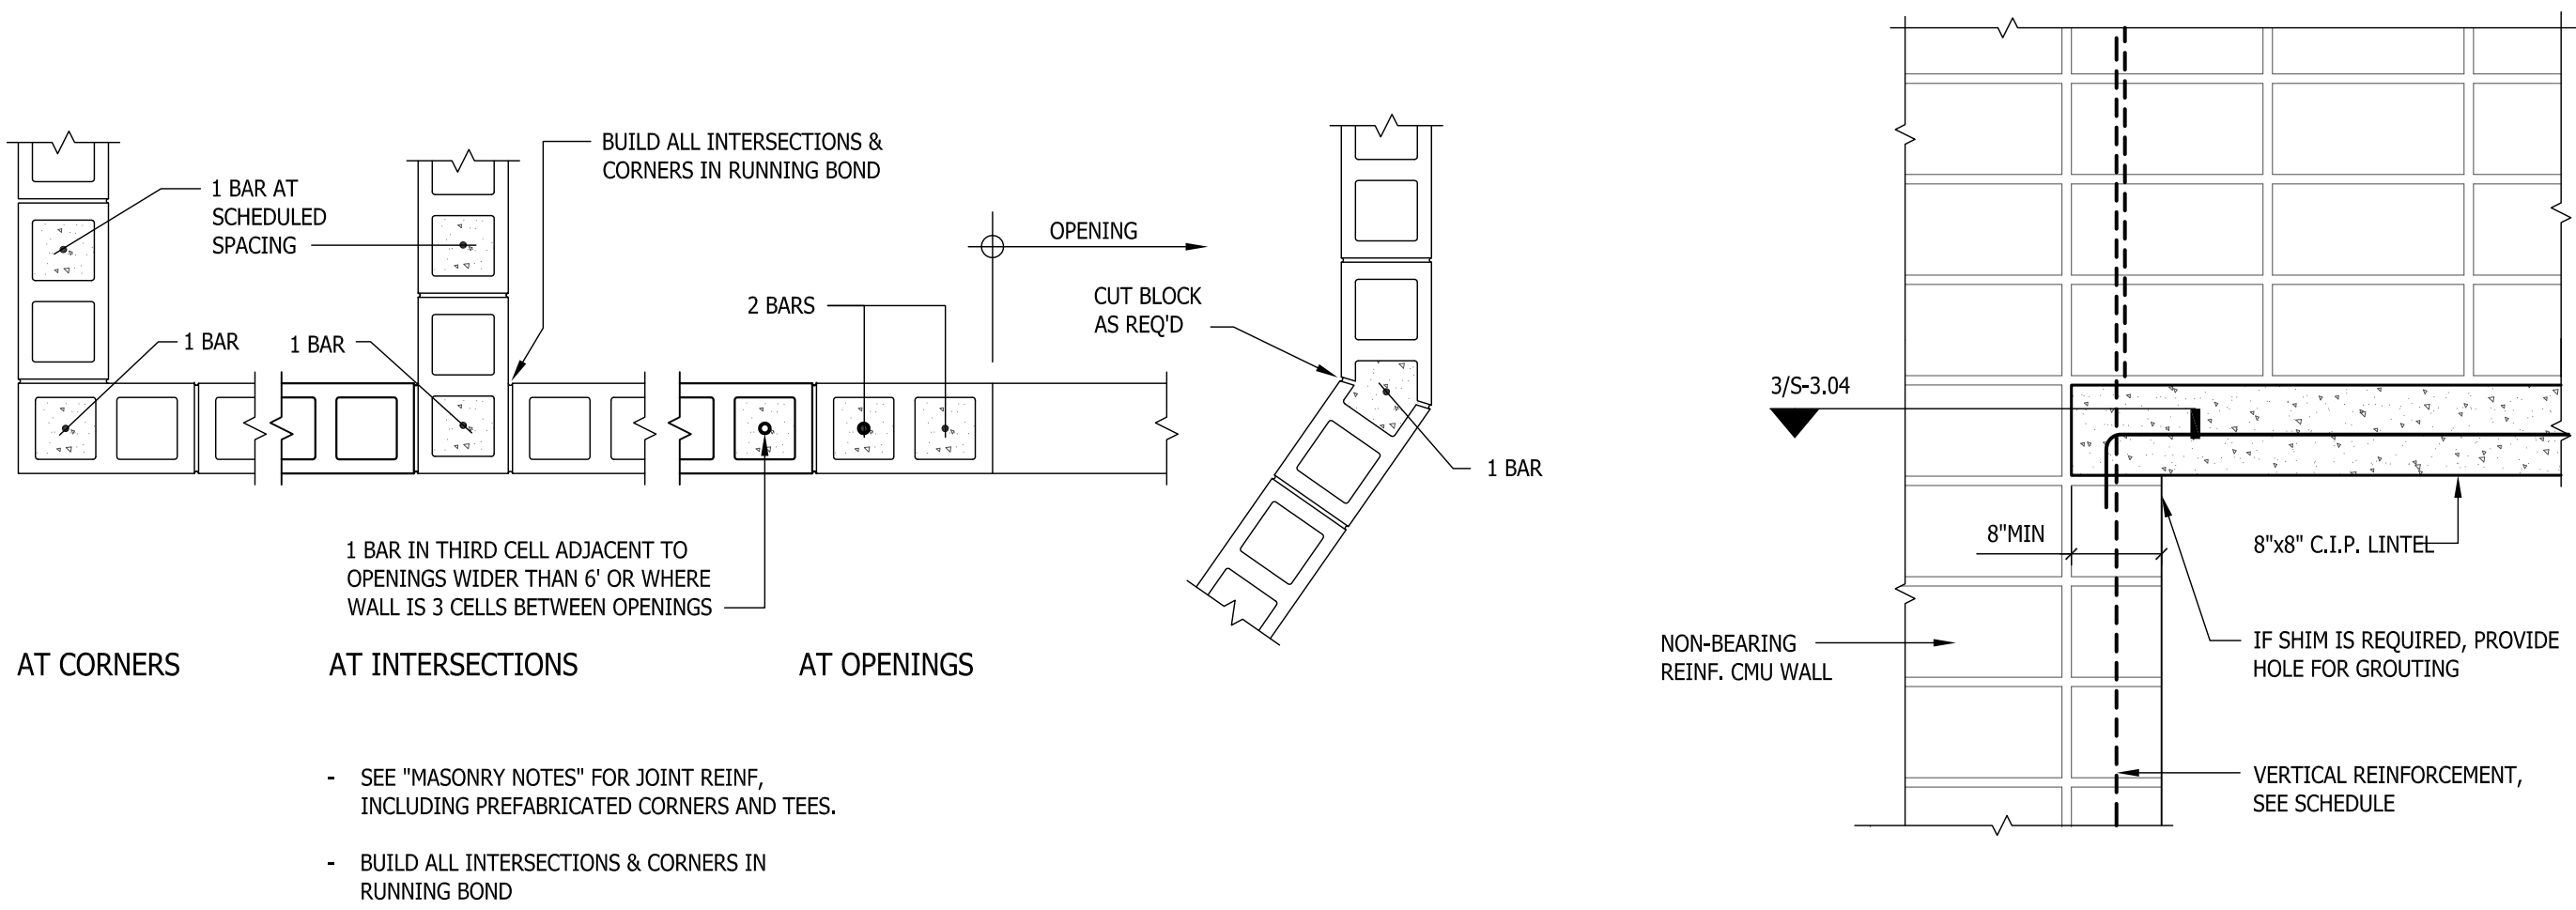 BUILD ALL INTERSECTIONS &
CORNERS IN RUNNING BOND
1 BAR AT
SCHEDULED
SPACING
OPENING
2 BARS
CUT BLOCK
AS REQ'D
1 BAR
1 BAR
1 BAR
1 BAR IN THIRD CELL ADJACENT TO
OPENINGS WIDER THAN 6' OR WHERE
WALL IS 3 CELLS BETWEEN OPENINGS
AT CORNERS
AT INTERSECTIONS
AT OPENINGS
- SEE "MASONRY NOTES" FOR JOINT REINF,
INCLUDING PREFABRICATED CORNERS AND TEES.
- BUILD ALL INTERSECTIONS & CORNERS IN
RUNNING BOND
3/S-3.04
8"MIN
8"x8" C.I.P. LINTEL
NON-BEARING
REINF. CMU WALL
IF SHIM IS REQUIRED, PROVIDE
HOLE FOR GROUTING
VERTICAL REINFORCEMENT,
SEE SCHEDULE